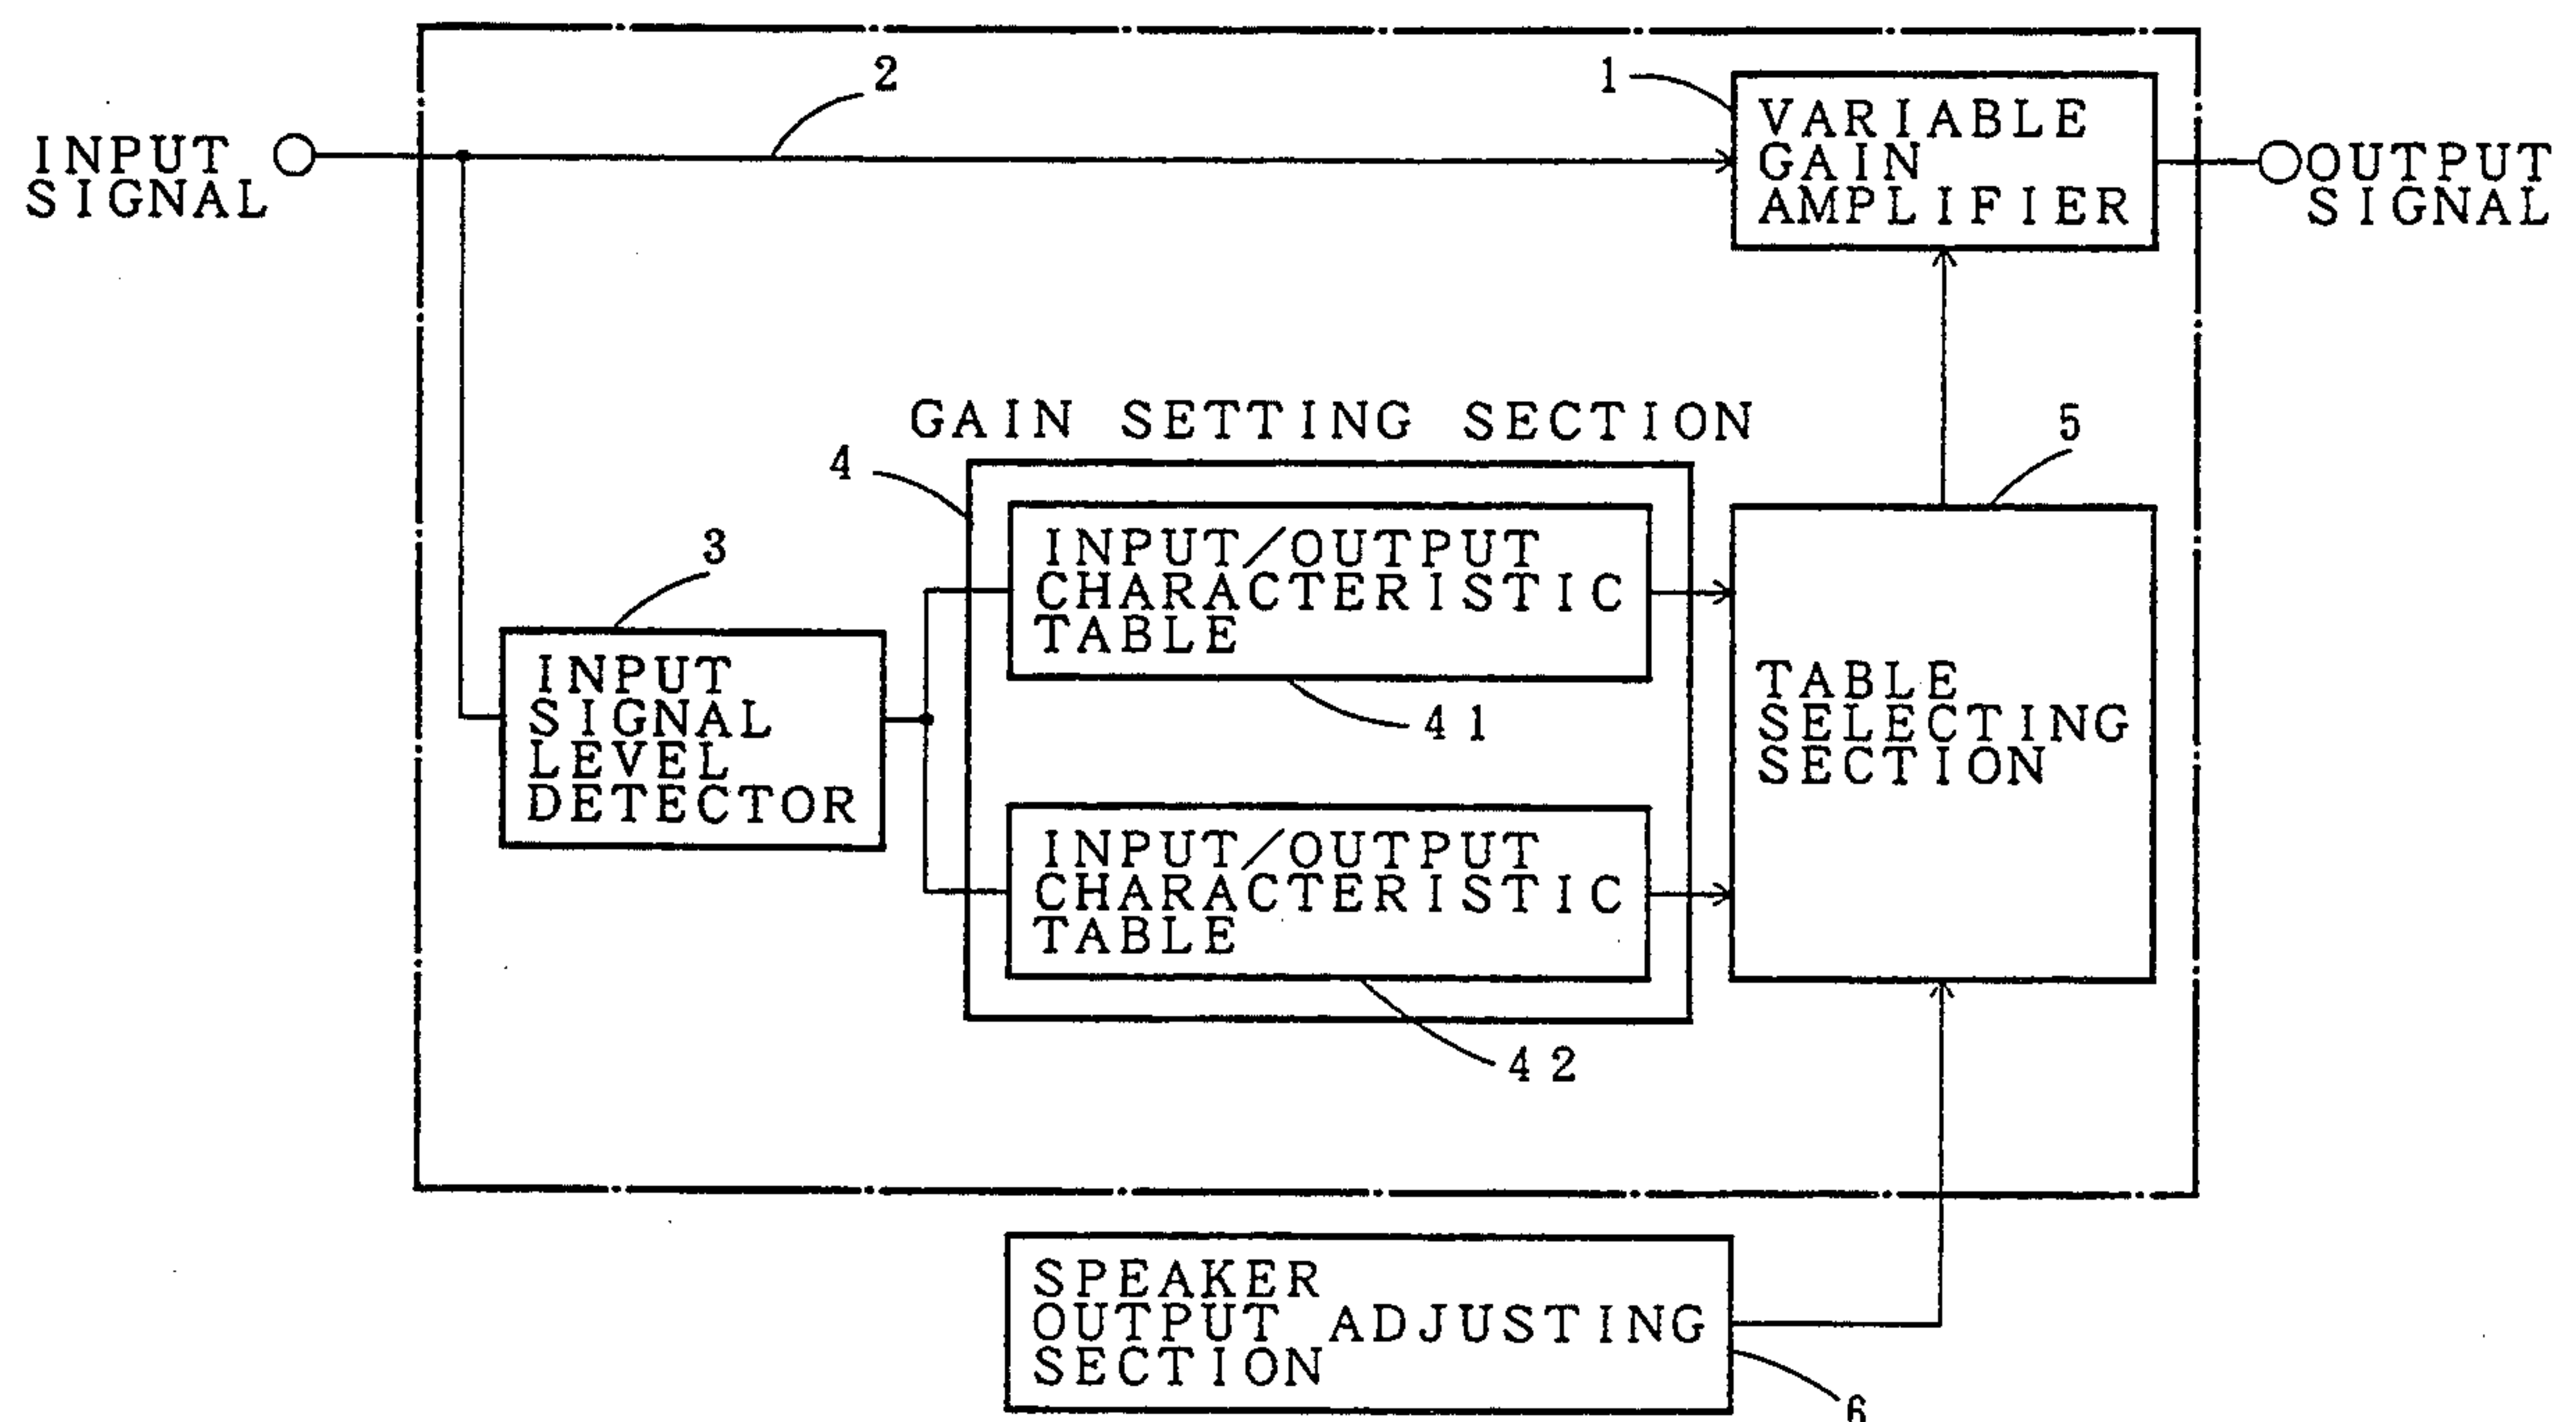 2
1
VARIABLE
GAIN
AMPLIFIER
INPUT
SIGNAL
OUTPUT
SIGNAL
GAIN SETTING SECTION
4
5
3
INPUT/OUTPUT
CHARACTERISTIC
TABLE
41
INPUT
SIGNAL
LEVEL
DETECTOR
TABLE
SELECTING
SECTION
INPUT/OUTPUT
CHARACTERISTIC
TABLE
42
SPEAKER
OUTPUT ADJUSTING
SECTION
6